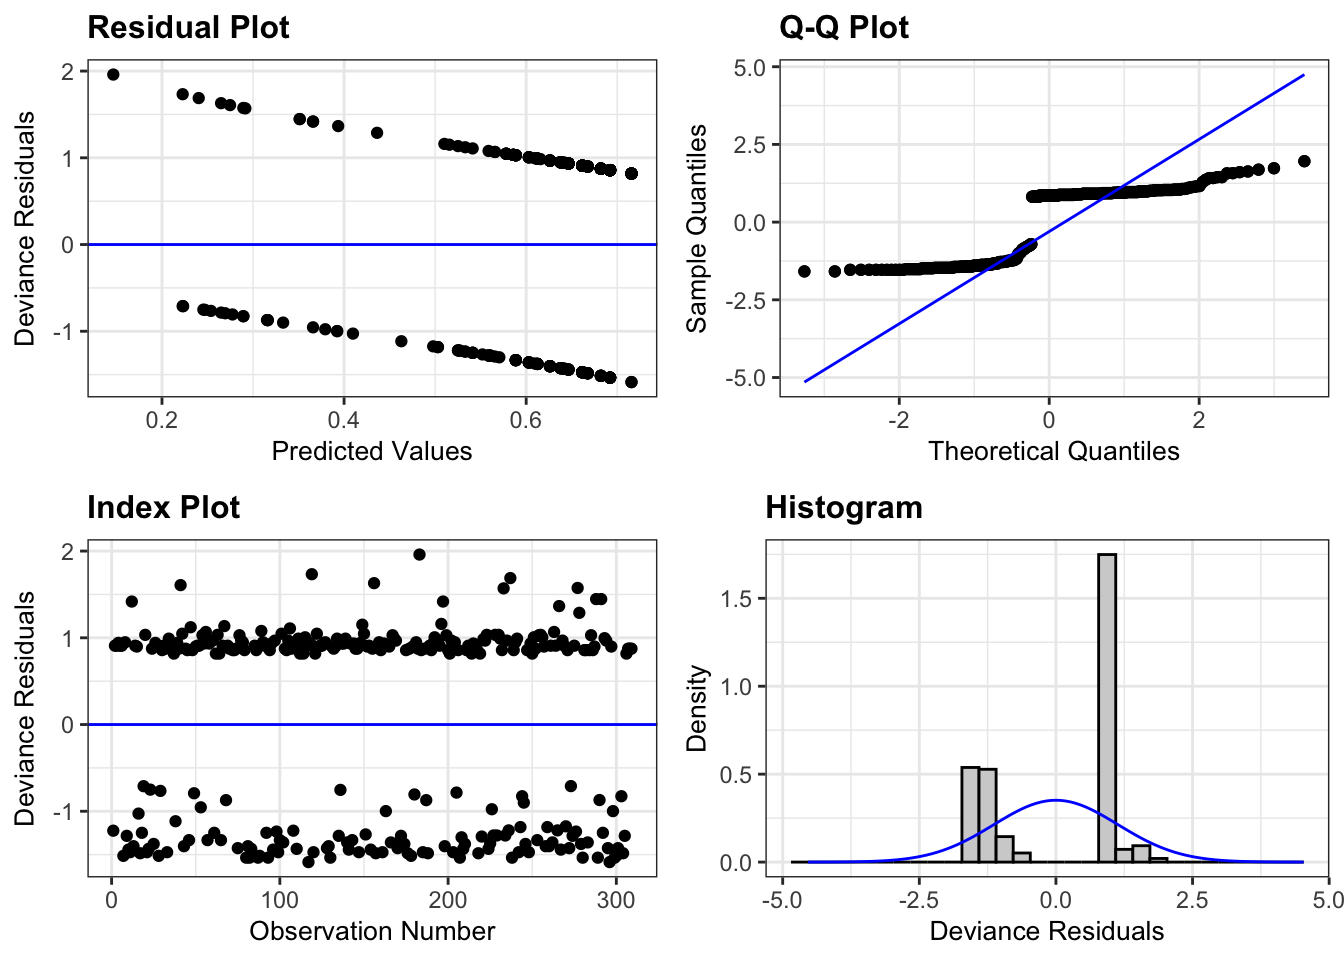 Residual Plot
2
1
0
-1
0.2
0.4
0.6
Deviance Residuals
Predicted Values
Q-Q Plot
5.0
2.5
0.0
-2.5
-5.0
-2
0
2
Sample Quantiles
Theoretical Quantiles
Index Plot
2
1
0
-1
0
100
200
300
Deviance Residuals
Observation Number
Histogram
1.5
1.0
0.5
0.0
-5.0
-2.5
0.0
2.5
5.0
Density
Deviance Residuals